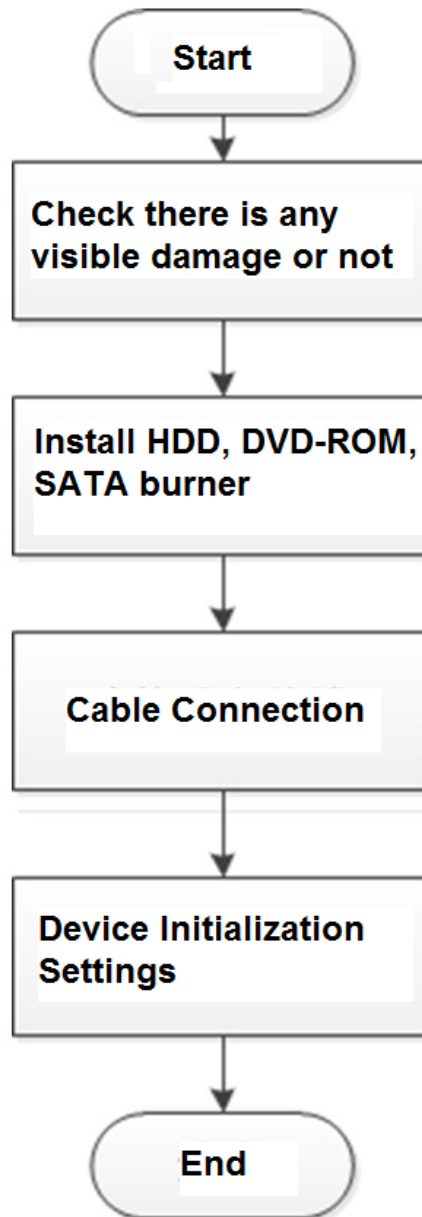 Start
Check there is any
visible damage or not
Install HDD, DVD-ROM,
SATA burner
Cable Connection
Device Initialization
Settings
End